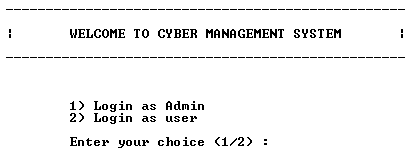 WELCOME TO CYBER MANAGEMENT SYSTEM
1) Login as Admin
2) Login as user
Enter your choice (1/2) :